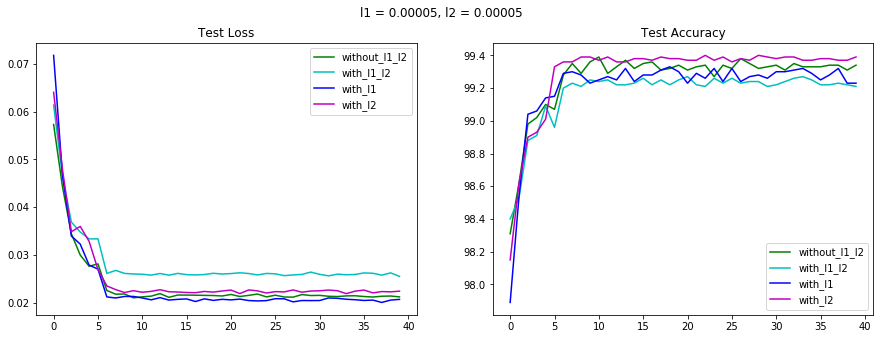 l1 = 0.00005, l2 = 0.00005
Test Loss
0.07
0.06
0.05
0.04
0.03
0.02
0
5
10
15
20
25
30
35
40
without_l1_l2
with_l1_l2
with_l1
with_l2
Test Accuracy
99.4
99.2
99.0
98.8
98.6
98.4
98.2
98.0
0
5
10
15
20
25
30
35
40
without_l1_l2
with_l1_l2
with_l1
with_l2